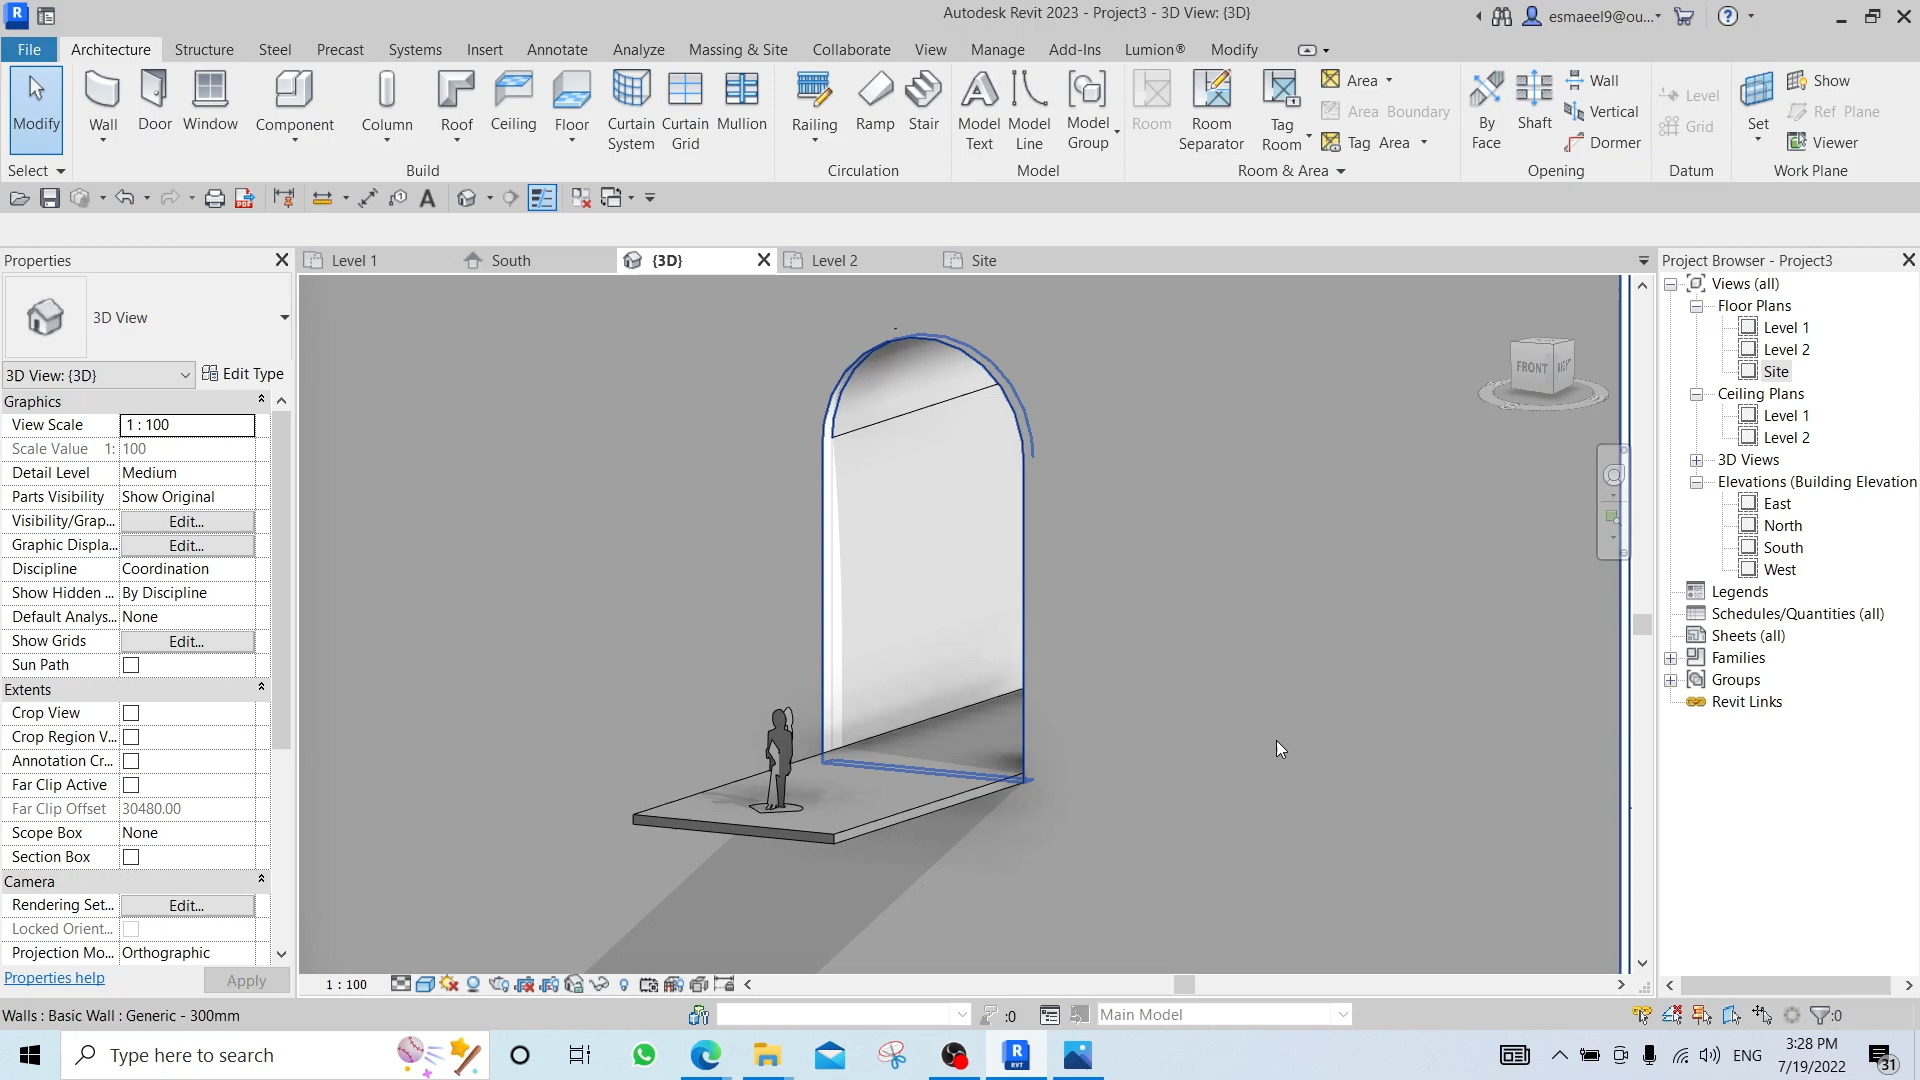 Autodesk Revit 2023 - Project3 - 3D View: {3D}
esmaeel9@ou...
File Architecture Structure Steel Precast Systems Insert Annotate Analyze Massing & Site Collaborate View Manage Add-Ins Lumion® Modify
Modify
Wall
Door
Window
Component
Column
Roof
Ceiling
Floor
Curtain System
Curtain Grid
Mullion
Railing
Ramp
Stair
Model Text
Model Line
Model Group
Room
Room Separator
Tag Room
Area
Area Boundary
Tag Area
By Face
Shaft
Wall
Vertical
Dormer
Level
Grid
Set
Show
Ref Plane
Viewer
Select
Build
Circulation
Model
Room & Area
Opening
Datum
Work Plane
Properties
Level 1
South
{3D}
Level 2
Site
Project Browser - Project3
3D View
3D View: {3D}
Edit Type
Graphics
View Scale 1 : 100
Scale Value 1: 100
Detail Level Medium
Parts Visibility Show Original
Visibility/Grap... Edit...
Graphic Displa... Edit...
Discipline Coordination
Show Hidden ... By Discipline
Default Analys... None
Show Grids Edit...
Sun Path
Extents
Crop View
Crop Region V...
Annotation Cr...
Far Clip Active
Far Clip Offset 30480.00
Scope Box None
Section Box
Camera
Rendering Set... Edit...
Locked Orient...
Projection Mo... Orthographic
Properties help
Apply
FRONT
RIGHT
Views (all)
Floor Plans
Level 1
Level 2
Site
Ceiling Plans
Level 1
Level 2
3D Views
Elevations (Building Elevation
East
North
South
West
Legends
Schedules/Quantities (all)
Sheets (all)
Families
Groups
Revit Links
1 : 100
Walls : Basic Wall : Generic - 300mm
:0
Main Model
:0
Type here to search
ENG
3:28 PM
7/19/2022
31